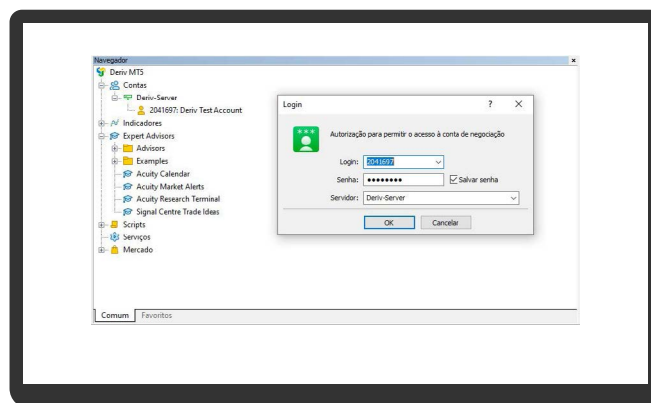 Navegador
Deriv MT5
Contas
Deriv-Server
2041697: Deriv Test Account
Indicadores
Expert Advisors
Advisors
Examples
Acuity Calendar
Acuity Market Alerts
Acuity Research Terminal
Signal Centre Trade Ideas
Scripts
Serviços
Mercado
Comum Favoritos
Login
Autorização para permitir o acesso à conta de negociação
Login: 2041697
Senha: ●●●●●●●● Salvar senha
Servidor: Deriv-Server
OK Cancelar